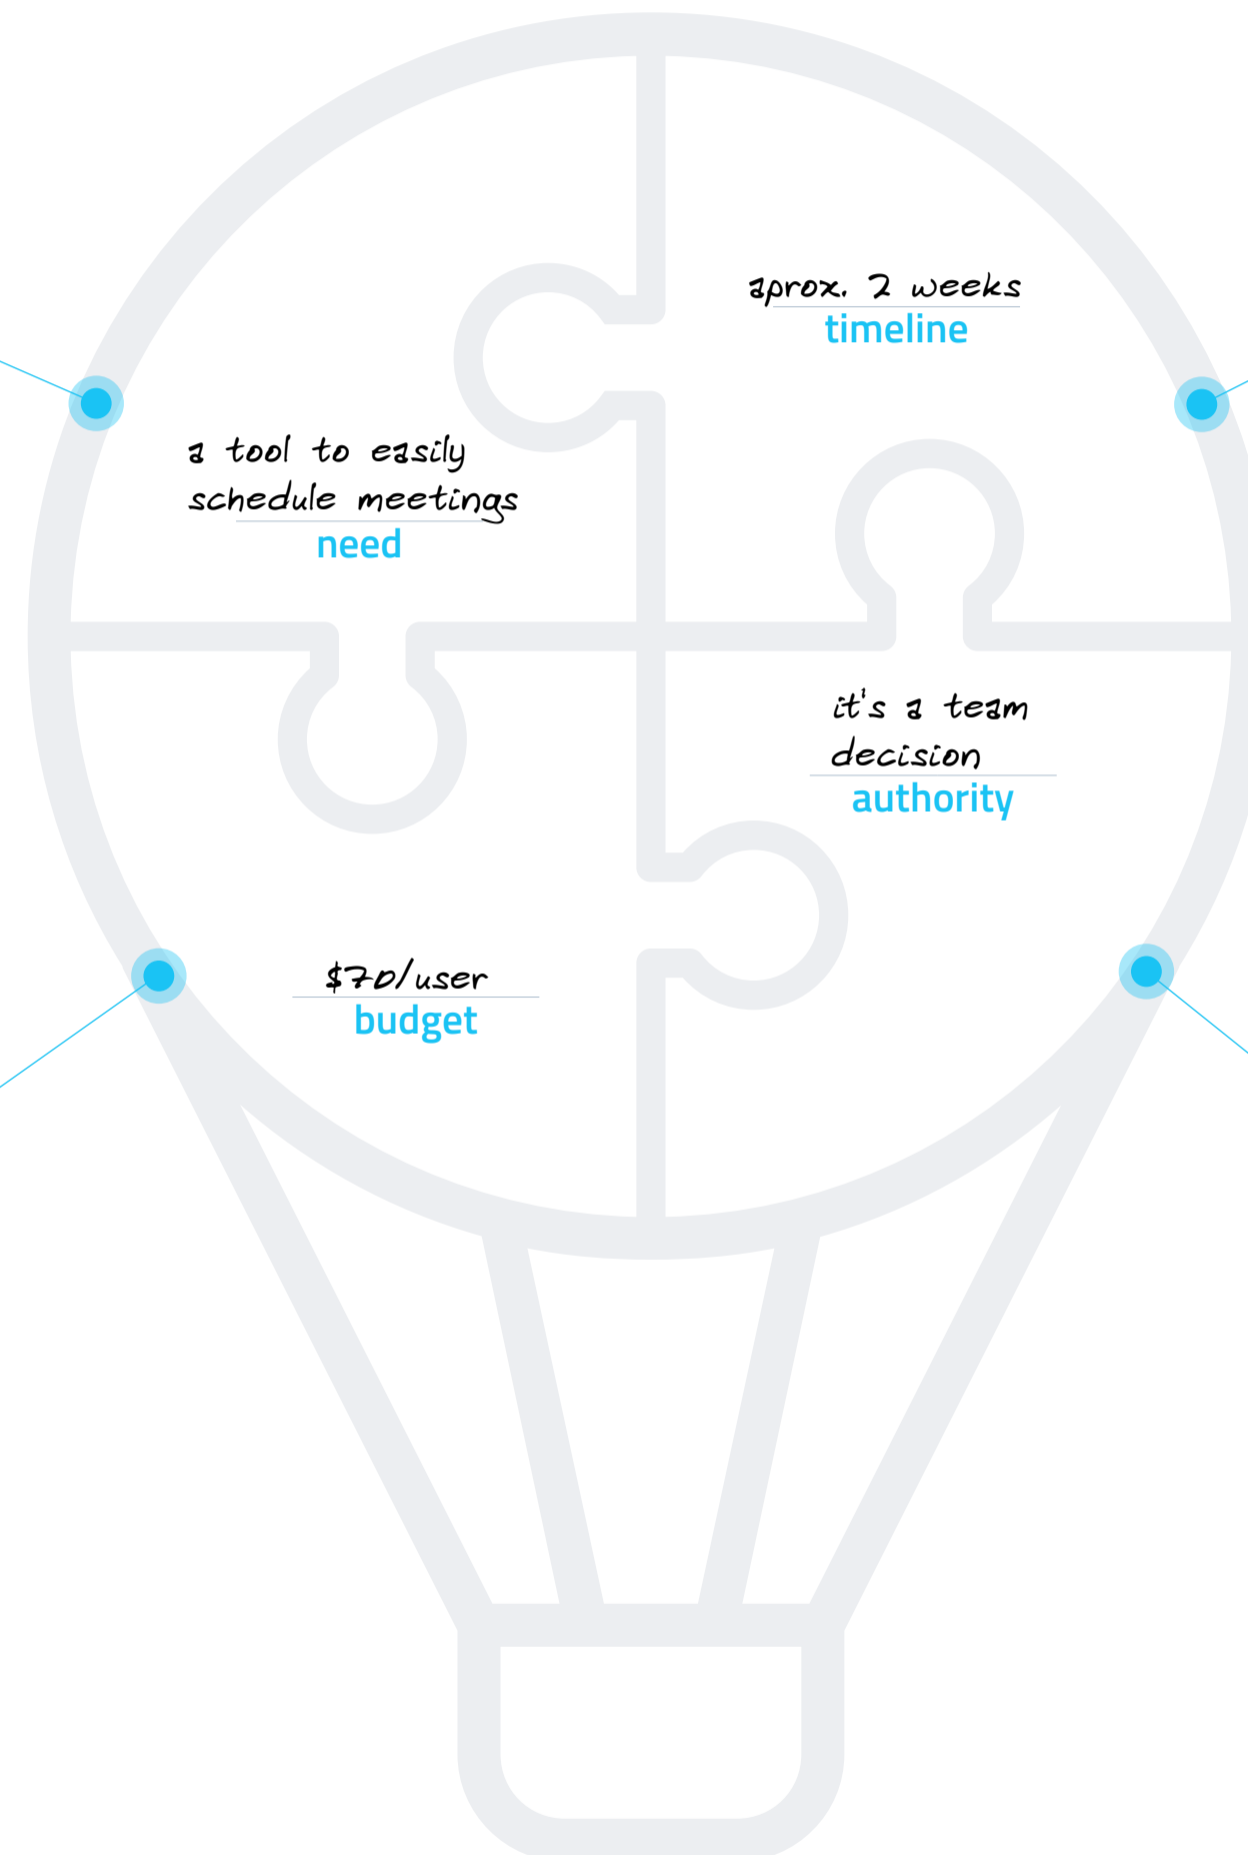 a tool to easily
schedule meetings
need
aprox. 2 weeks
timeline
$70/user
budget
it's a team
decision
authority